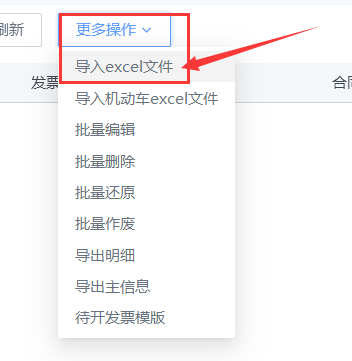 刷新
更多操作
导入excel文件
发票
合同
导入机动车excel文件
批量编辑
批量删除
批量还原
批量作废
导出明细
导出主信息
待开发票模版